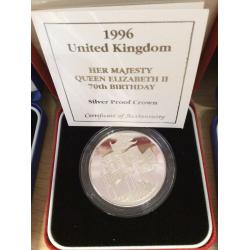 1996
United Kingdom
HER MAJESTY
QUEEN ELIZABETH II
70th BIRTHDAY
Silver Proof Crown
Certificate of Authenticity